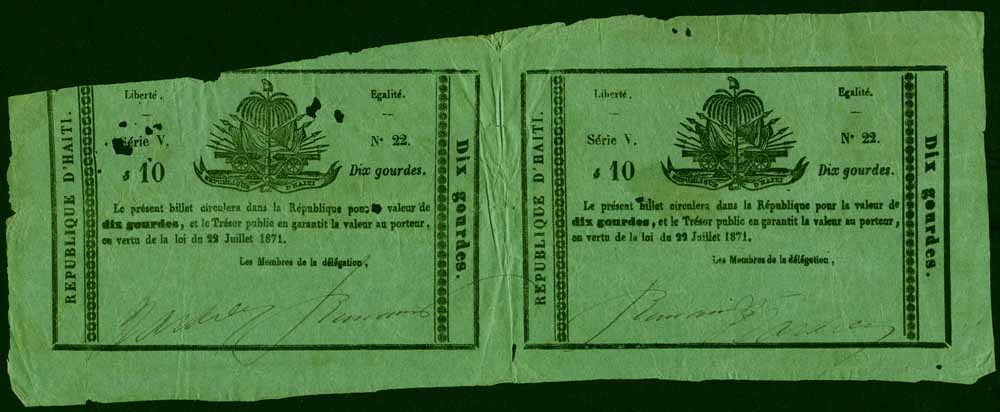 REPUBLIQUE D'HAITI.
Liberté.
Egalité.
Série V.
N° 22.
$ 10
REPUBLIQUE D'HAITI
Dix gourdes.
Le présent billet circulera dans la République pour la valeur de
dix gourdes, et le Trésor public en garantit la valeur au porteur,
en vertu de la loi du 22 Juillet 1871.
Les Membres de la délégation,
Dix gourdes.
REPUBLIQUE D'HAITI.
Liberté.
Egalité.
Série V.
N° 22.
$ 10
REPUBLIQUE D'HAITI
Dix gourdes.
Le présent billet circulera dans la République pour la valeur de
dix gourdes, et le Trésor public en garantit la valeur au porteur,
en vertu de la loi du 22 Juillet 1871.
Les Membres de la délégation,
Dix gourdes.